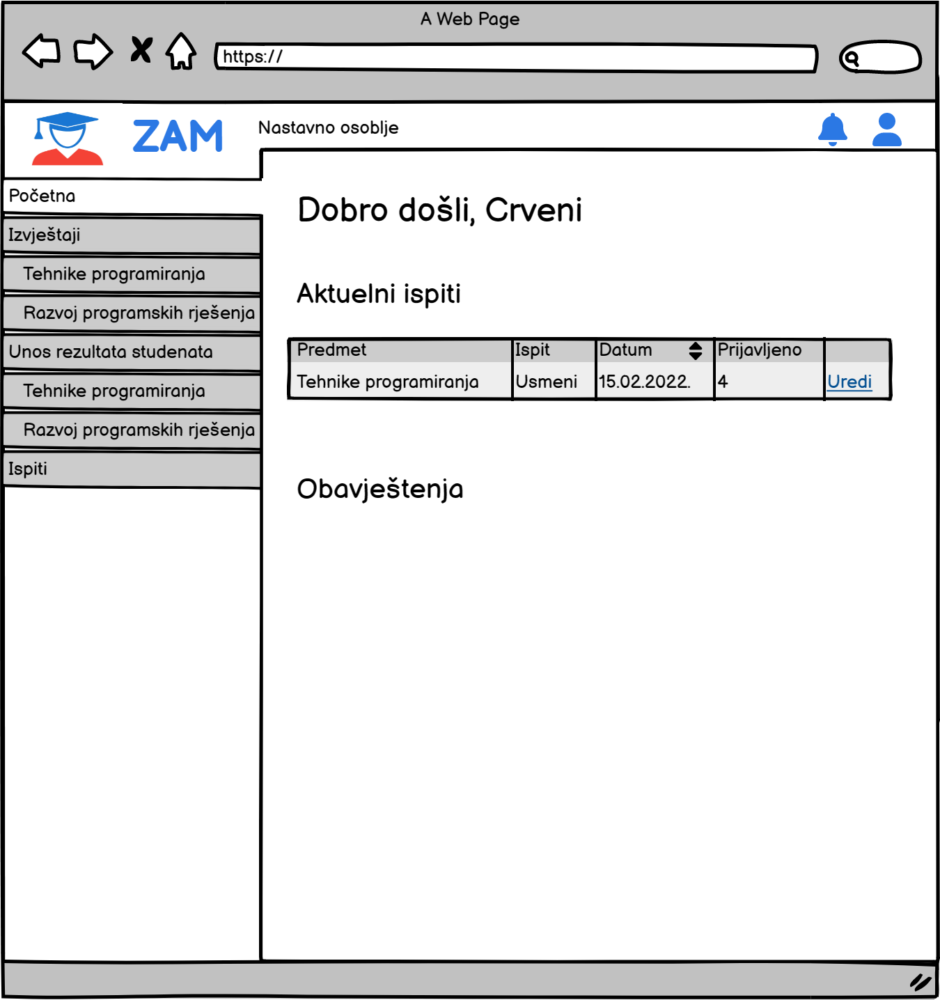 A Web Page
https://
ZAM
Nastavno osoblje
Početna
Izvještaji
Tehnike programiranja
Razvoj programskih rješenja
Unos rezultata studenata
Tehnike programiranja
Razvoj programskih rješenja
Ispiti
Dobro došli, Crveni
Aktuelni ispiti
Predmet Ispit Datum Prijavljeno
Tehnike programiranja Usmeni 15.02.2022. 4 Uredi
Obavještenja